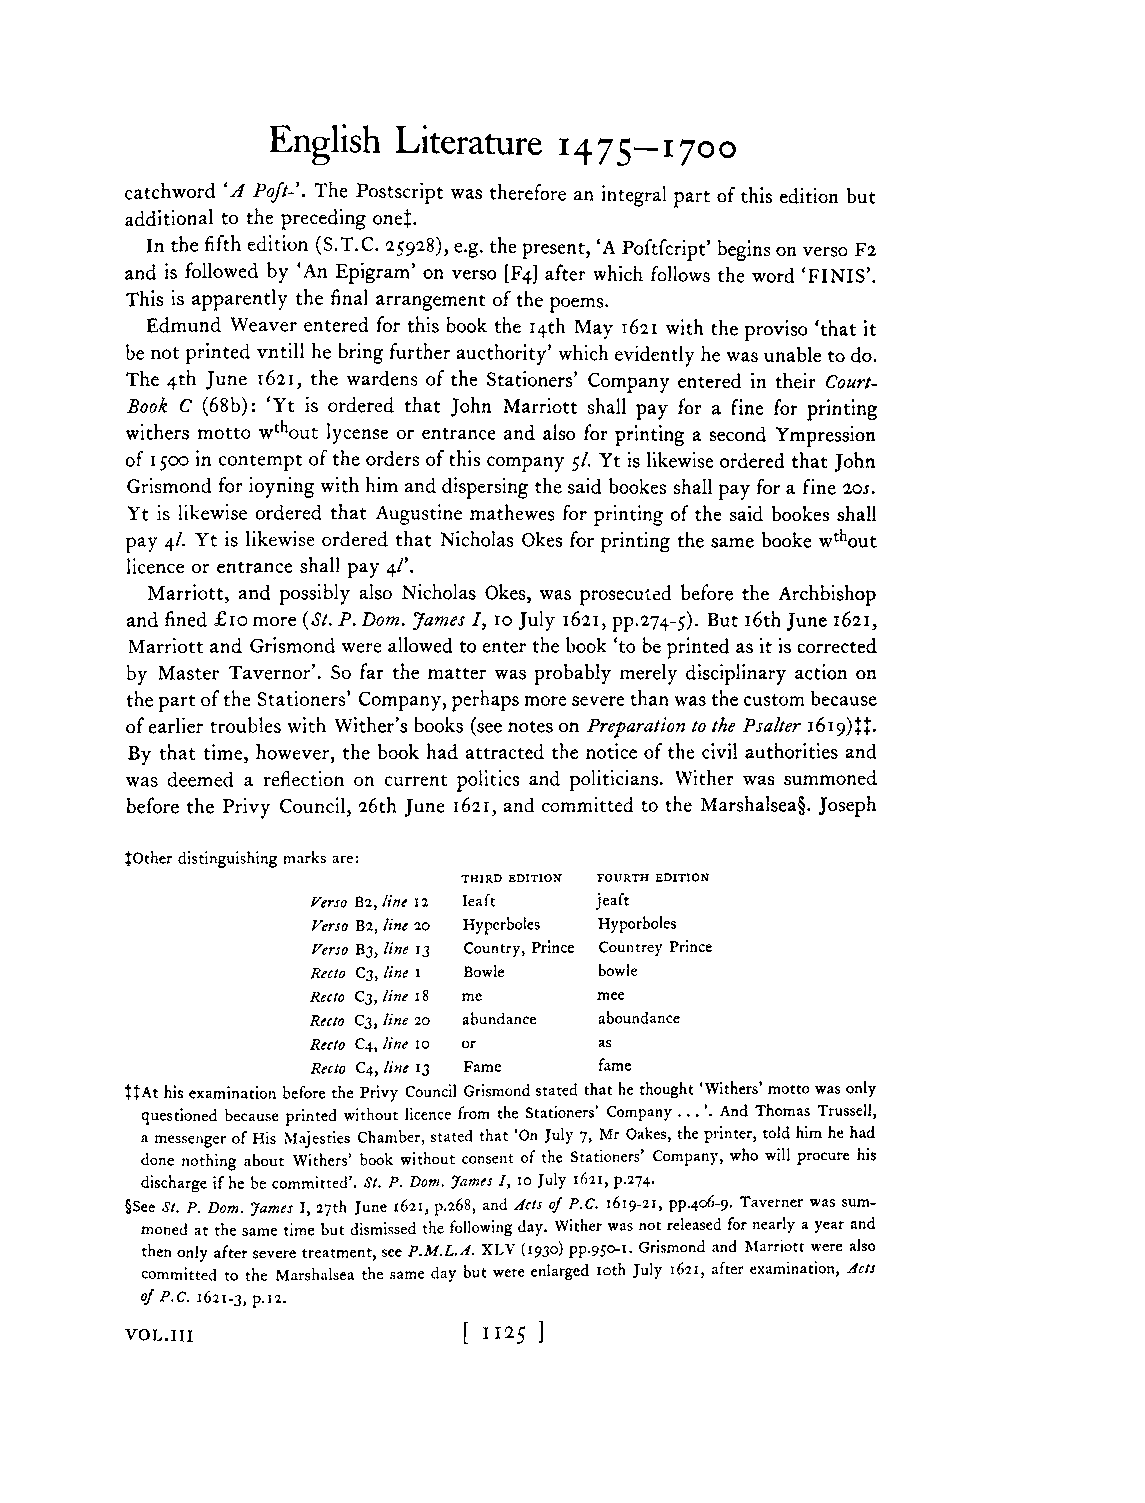 English Literature 1475—1700
catchword ‘A Poſt-’. The Postscript was therefore an integral part of this edition but
additional to the preceding one‡.
In the fifth edition (S.T.C. 25928), e.g. the present, ‘A Poſtſcript’ begins on verso F2
and is followed by ‘An Epigram’ on verso [F4] after which follows the word ‘FINIS’.
This is apparently the final arrangement of the poems.
Edmund Weaver entered for this book the 14th May 1621 with the proviso ‘that it
be not printed vntill he bring further aucthority’ which evidently he was unable to do.
The 4th June 1621, the wardens of the Stationers’ Company entered in their Court-
Book C (68b): ‘Yt is ordered that John Marriott shall pay for a fine for printing
withers motto wthout lycense or entrance and also for printing a second Ympression
of 1500 in contempt of the orders of this company 5l. Yt is likewise ordered that John
Grismond for ioyning with him and dispersing the said bookes shall pay for a fine 20s.
Yt is likewise ordered that Augustine mathewes for printing of the said bookes shall
pay 4l. Yt is likewise ordered that Nicholas Okes for printing the same booke wthout
licence or entrance shall pay 4l’.
Marriott, and possibly also Nicholas Okes, was prosecuted before the Archbishop
and fined £10 more (St. P. Dom. James I, 10 July 1621, pp.274-5). But 16th June 1621,
Marriott and Grismond were allowed to enter the book ‘to be printed as it is corrected
by Master Tavernor’. So far the matter was probably merely disciplinary action on
the part of the Stationers’ Company, perhaps more severe than was the custom because
of earlier troubles with Wither’s books (see notes on Preparation to the Psalter 1619)‡‡.
By that time, however, the book had attracted the notice of the civil authorities and
was deemed a reflection on current politics and politicians. Wither was summoned
before the Privy Council, 26th June 1621, and committed to the Marshalsea§. Joseph
‡Other distinguishing marks are:
THIRD EDITION FOURTH EDITION
Verso B2, line 12 Ieaſt jeaſt
Verso B2, line 20 Hyperboles Hyporboles
Verso B3, line 13 Country, Prince Countrey Prince
Recto C3, line 1 Bowle bowle
Recto C3, line 18 me mee
Recto C3, line 20 abundance aboundance
Recto C4, line 10 or as
Recto C4, line 13 Fame fame
‡‡At his examination before the Privy Council Grismond stated that he thought ‘Withers’ motto was only
questioned because printed without licence from the Stationers’ Company . . . ’. And Thomas Trussell,
a messenger of His Majesties Chamber, stated that ‘On July 7, Mr Oakes, the printer, told him he had
done nothing about Withers’ book without consent of the Stationers’ Company, who will procure his
discharge if he be committed’. St. P. Dom. James I, 10 July 1621, p.274.
§See St. P. Dom. James I, 27th June 1621, p.268, and Acts of P.C. 1619-21, pp.406-9. Taverner was sum-
moned at the same time but dismissed the following day. Wither was not released for nearly a year and
then only after severe treatment, see P.M.L.A. XLV (1930) pp.950-1. Grismond and Marriott were also
committed to the Marshalsea the same day but were enlarged 10th July 1621, after examination, Acts
of P.C. 1621-3, p.12.
VOL.III [ 1125 ]